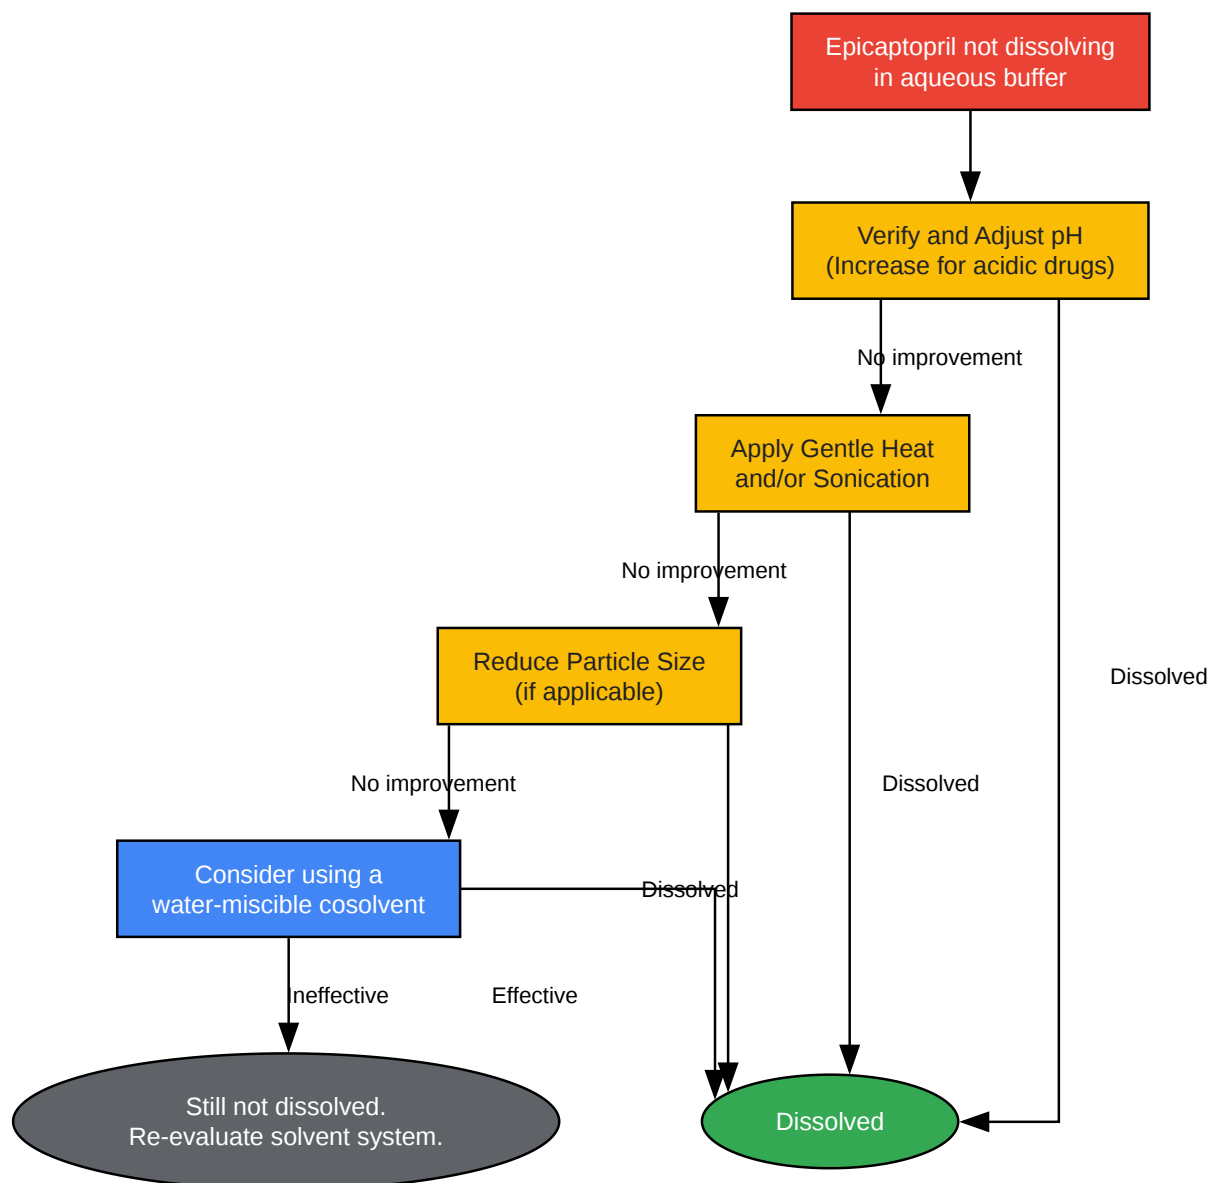 Epicaptopril not dissolving
in aqueous buffer
Verify and Adjust pH
(Increase for acidic drugs)
No improvement
Apply Gentle Heat
and/or Sonication
No improvement
Reduce Particle Size
(if applicable)
Dissolved
No improvement
Dissolved
Consider using a
water-miscible cosolvent
Dissolved
Ineffective
Effective
Still not dissolved.
Re-evaluate solvent system.
Dissolved